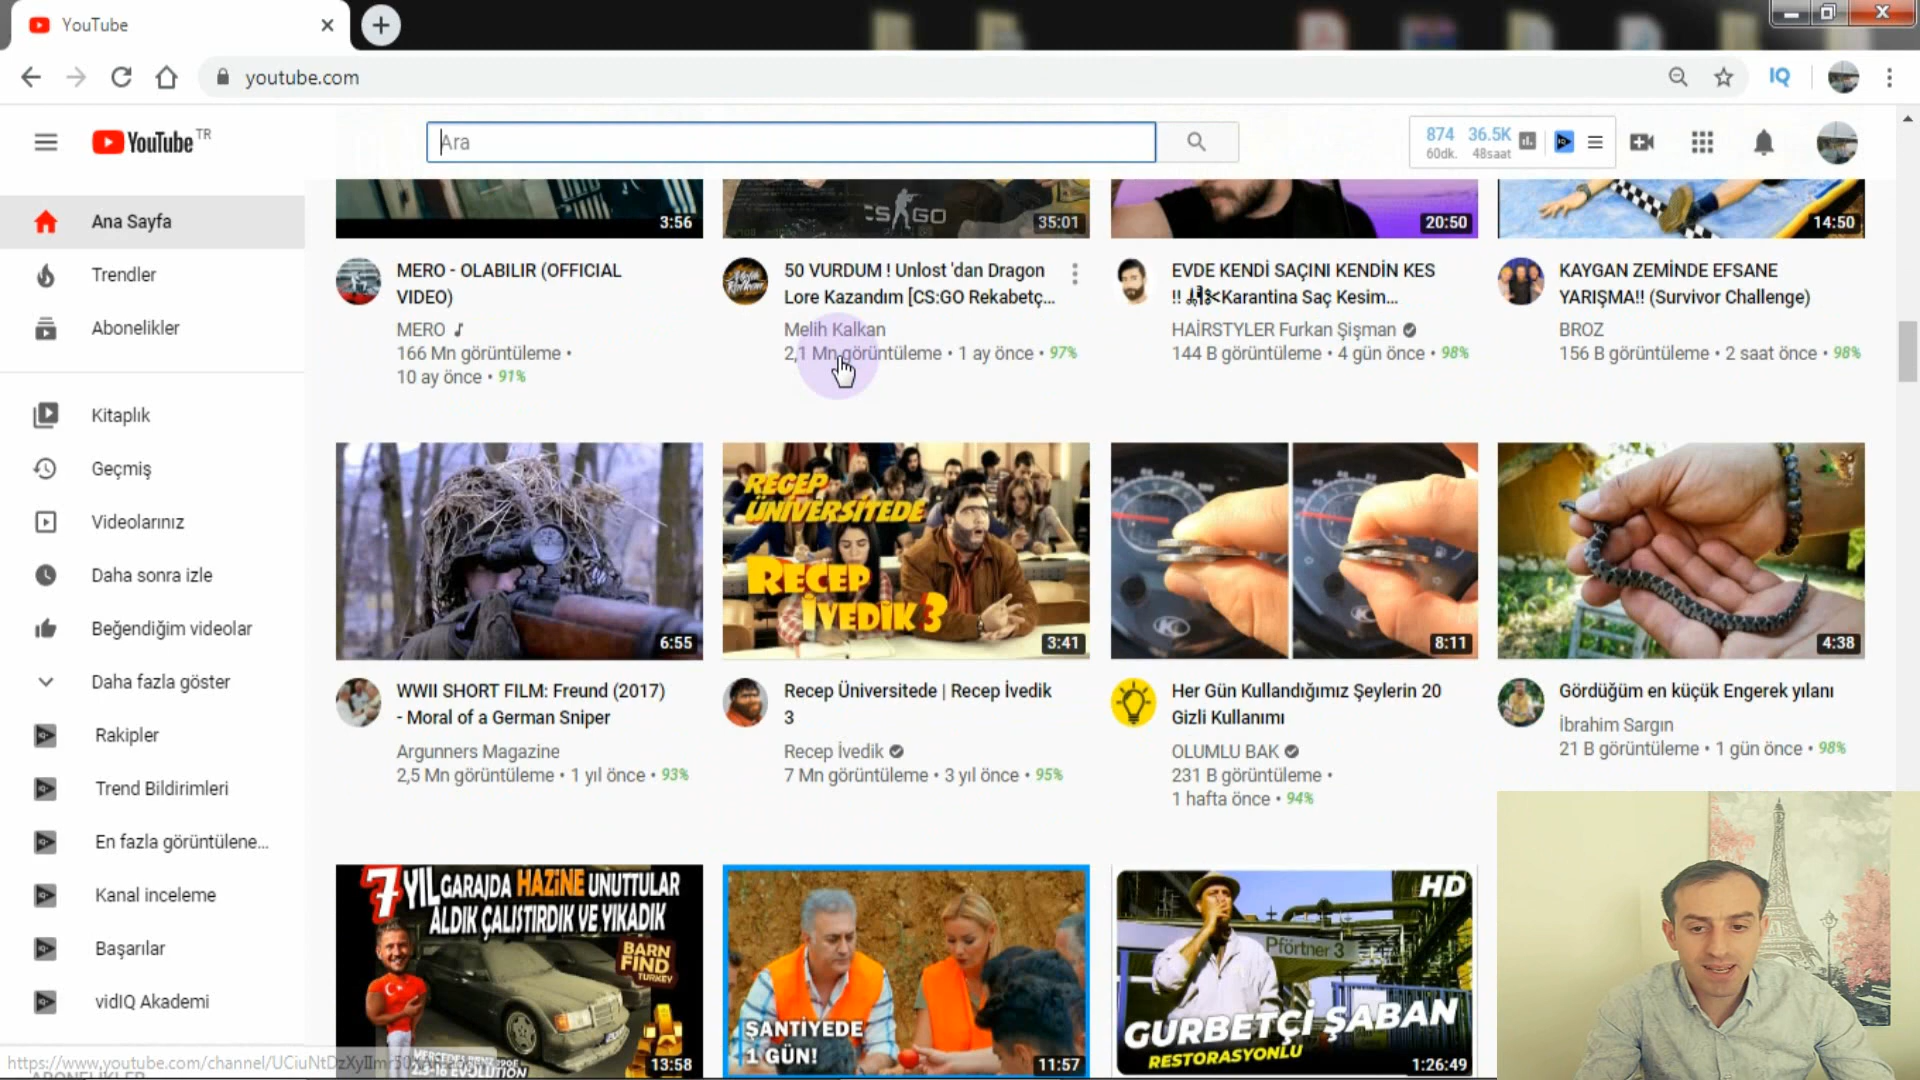 YouTube
youtube.com
YouTube TR
Ara
874 36.5K
60dk. 48saat
Ana Sayfa
Trendler
Abonelikler
Kitaplık
Geçmiş
Videolarınız
Daha sonra izle
Beğendiğim videolar
Daha fazla göster
Rakipler
Trend Bildirimleri
En fazla görüntülene...
Kanal inceleme
Başarılar
vidIQ Akademi
3:56
MERO - OLABILIR (OFFICIAL
VIDEO)
MERO
166 Mn görüntüleme •
10 ay önce • 91%
CS GO
35:01
50 VURDUM ! Unlost 'dan Dragon
Lore Kazandım [CS:GO Rekabetç...
Melih Kalkan
2,1 Mn görüntüleme • 1 ay önce • 97%
20:50
EVDE KENDİ SAÇINI KENDİN KES
!! Karantina Saç Kesim...
HAİRSTYLER Furkan Şişman
144 B görüntüleme • 4 gün önce • 98%
14:50
KAYGAN ZEMİNDE EFSANE
YARIŞMA!! (Survivor Challenge)
BROZ
156 B görüntüleme • 2 saat önce • 98%
6:55
WWII SHORT FILM: Freund (2017)
- Moral of a German Sniper
Argunners Magazine
2,5 Mn görüntüleme • 1 yıl önce • 93%
RECEP
ÜNİVERSİTEDE
RECEP
İVEDİK 3
3:41
Recep Üniversitede | Recep İvedik
3
Recep İvedik
7 Mn görüntüleme • 3 yıl önce • 95%
8:11
Her Gün Kullandığımız Şeylerin 20
Gizli Kullanımı
OLUMLU BAK
231 B görüntüleme •
1 hafta önce • 94%
4:38
Gördüğüm en küçük Engerek yılanı
İbrahim Sargın
21 B görüntüleme • 1 gün önce • 98%
7 YIL GARAJDA HAZİNE UNUTTULAR
ALDIK ÇALIŞTIRDIK VE YIKADIK
BARN
FIND
TURKEY
13:58
ŞANTİYEDE
1 GÜN!
11:57
HD
Pförtner 3
GURBETÇİ ŞABAN
RESTORASYONLU
1:26:49